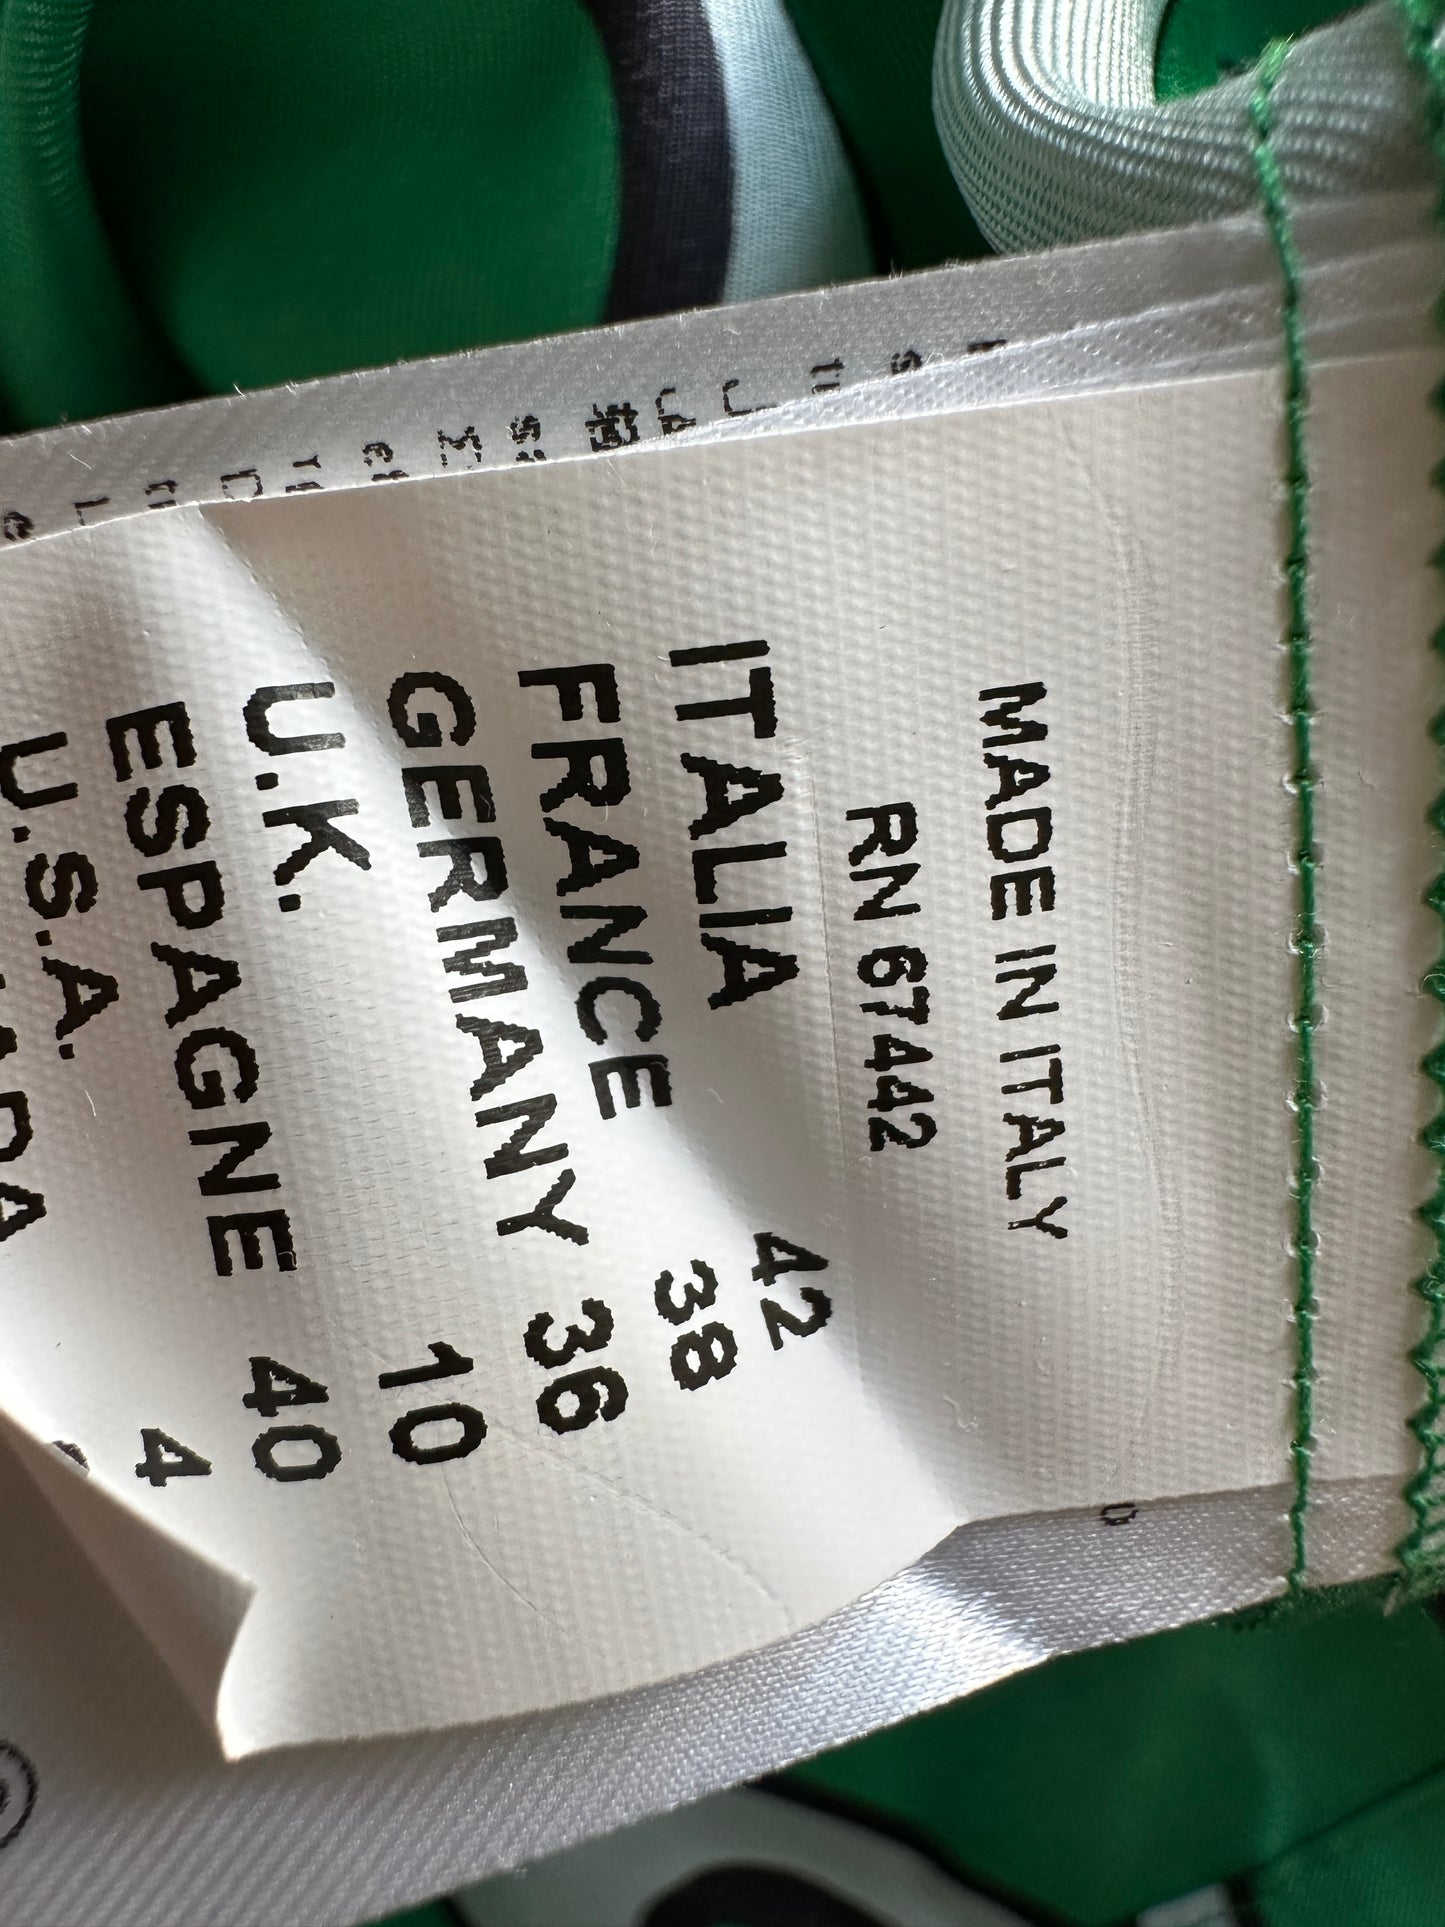 MADE IN ITALY
RN 67442
ITALIA 42
FRANCE 38
GERMANY 36
U.K. 10
ESPAGNE 40
U.S.A. 4